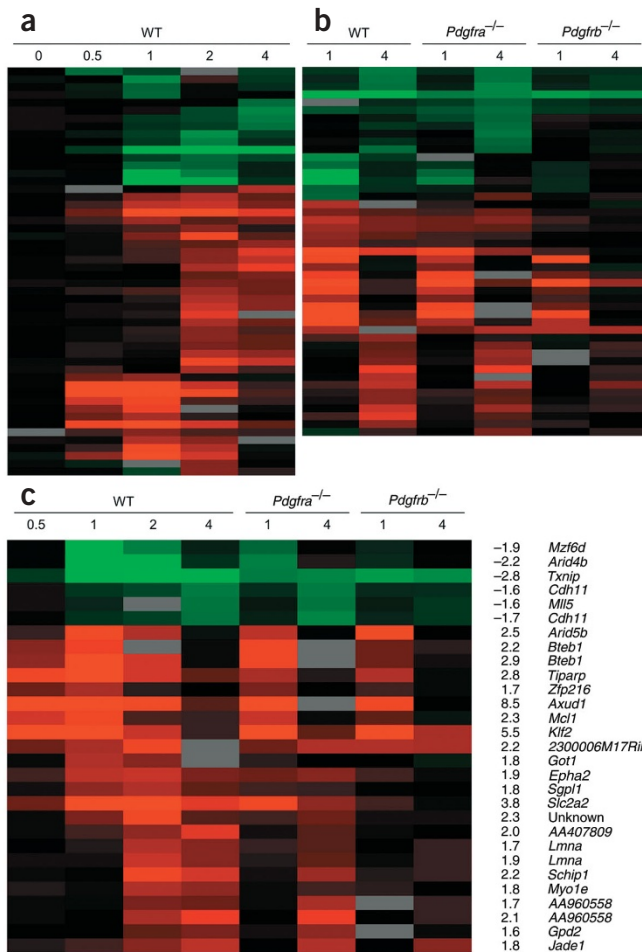 a
WT
0 0.5 1 2 4
b
WT Pdgfra–/– Pdgfrb–/–
1 4 1 4 1 4
c
WT Pdgfra–/– Pdgfrb–/–
0.5 1 2 4 1 4 1 4
–1.9 Mzf6d
–2.2 Arid4b
–2.8 Txnip
–1.6 Cdh11
–1.6 Mll5
–1.7 Cdh11
2.5 Arid5b
2.2 Bteb1
2.9 Bteb1
2.8 Tiparp
1.7 Zfp216
8.5 Axud1
2.3 Mcl1
5.5 Klf2
2.2 2300006M17Ri
1.8 Got1
1.9 Epha2
1.8 Sgpl1
3.8 Slc2a2
2.3 Unknown
2.0 AA407809
1.7 Lmna
1.9 Lmna
2.2 Schip1
1.8 Myo1e
1.7 AA960558
2.1 AA960558
1.6 Gpd2
1.8 Jade1